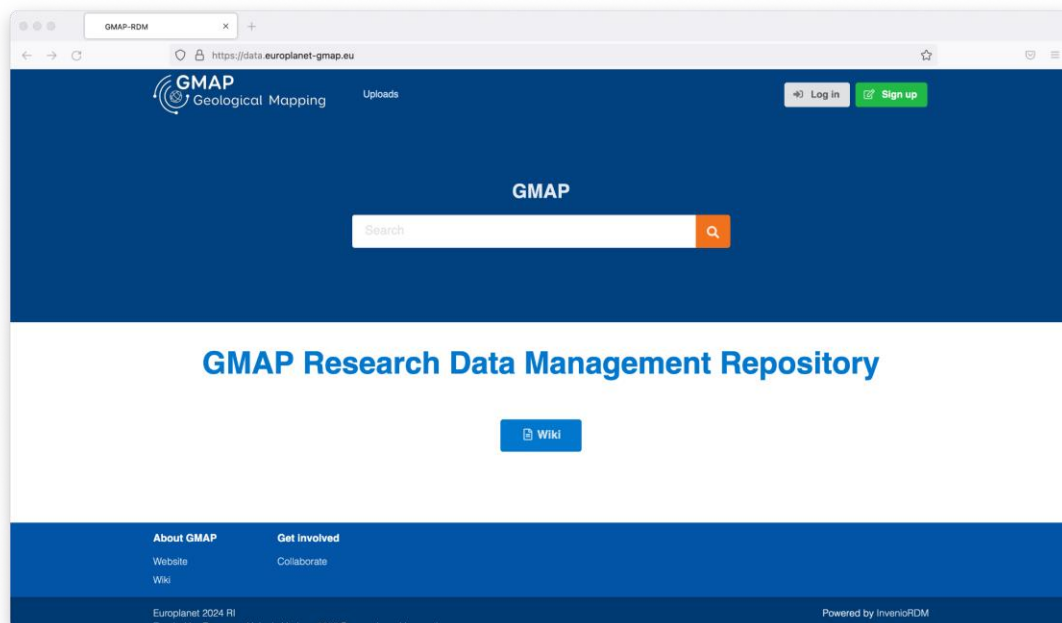 GMAP-RDM × +
https://data.europlanet-gmap.eu
GMAP
Geological Mapping
Uploads
Log in
Sign up
GMAP
Search
GMAP Research Data Management Repository
Wiki
About GMAP
Get involved
Website
Collaborate
Wiki
Europlanet 2024 RI
Powered by InvenioRDM